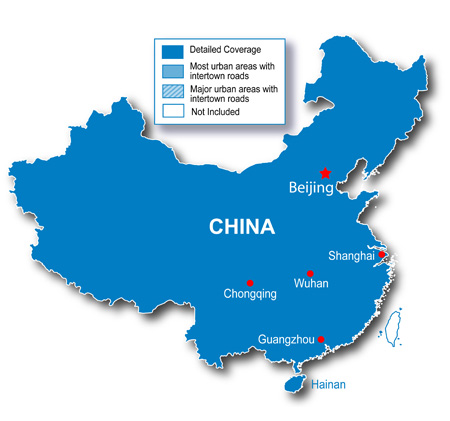 Detailed Coverage
Most urban areas with
intertown roads
Major urban areas with
intertown roads
Not Included
Beijing
CHINA
Shanghai
Wuhan
Chongqing
Guangzhou
Hainan